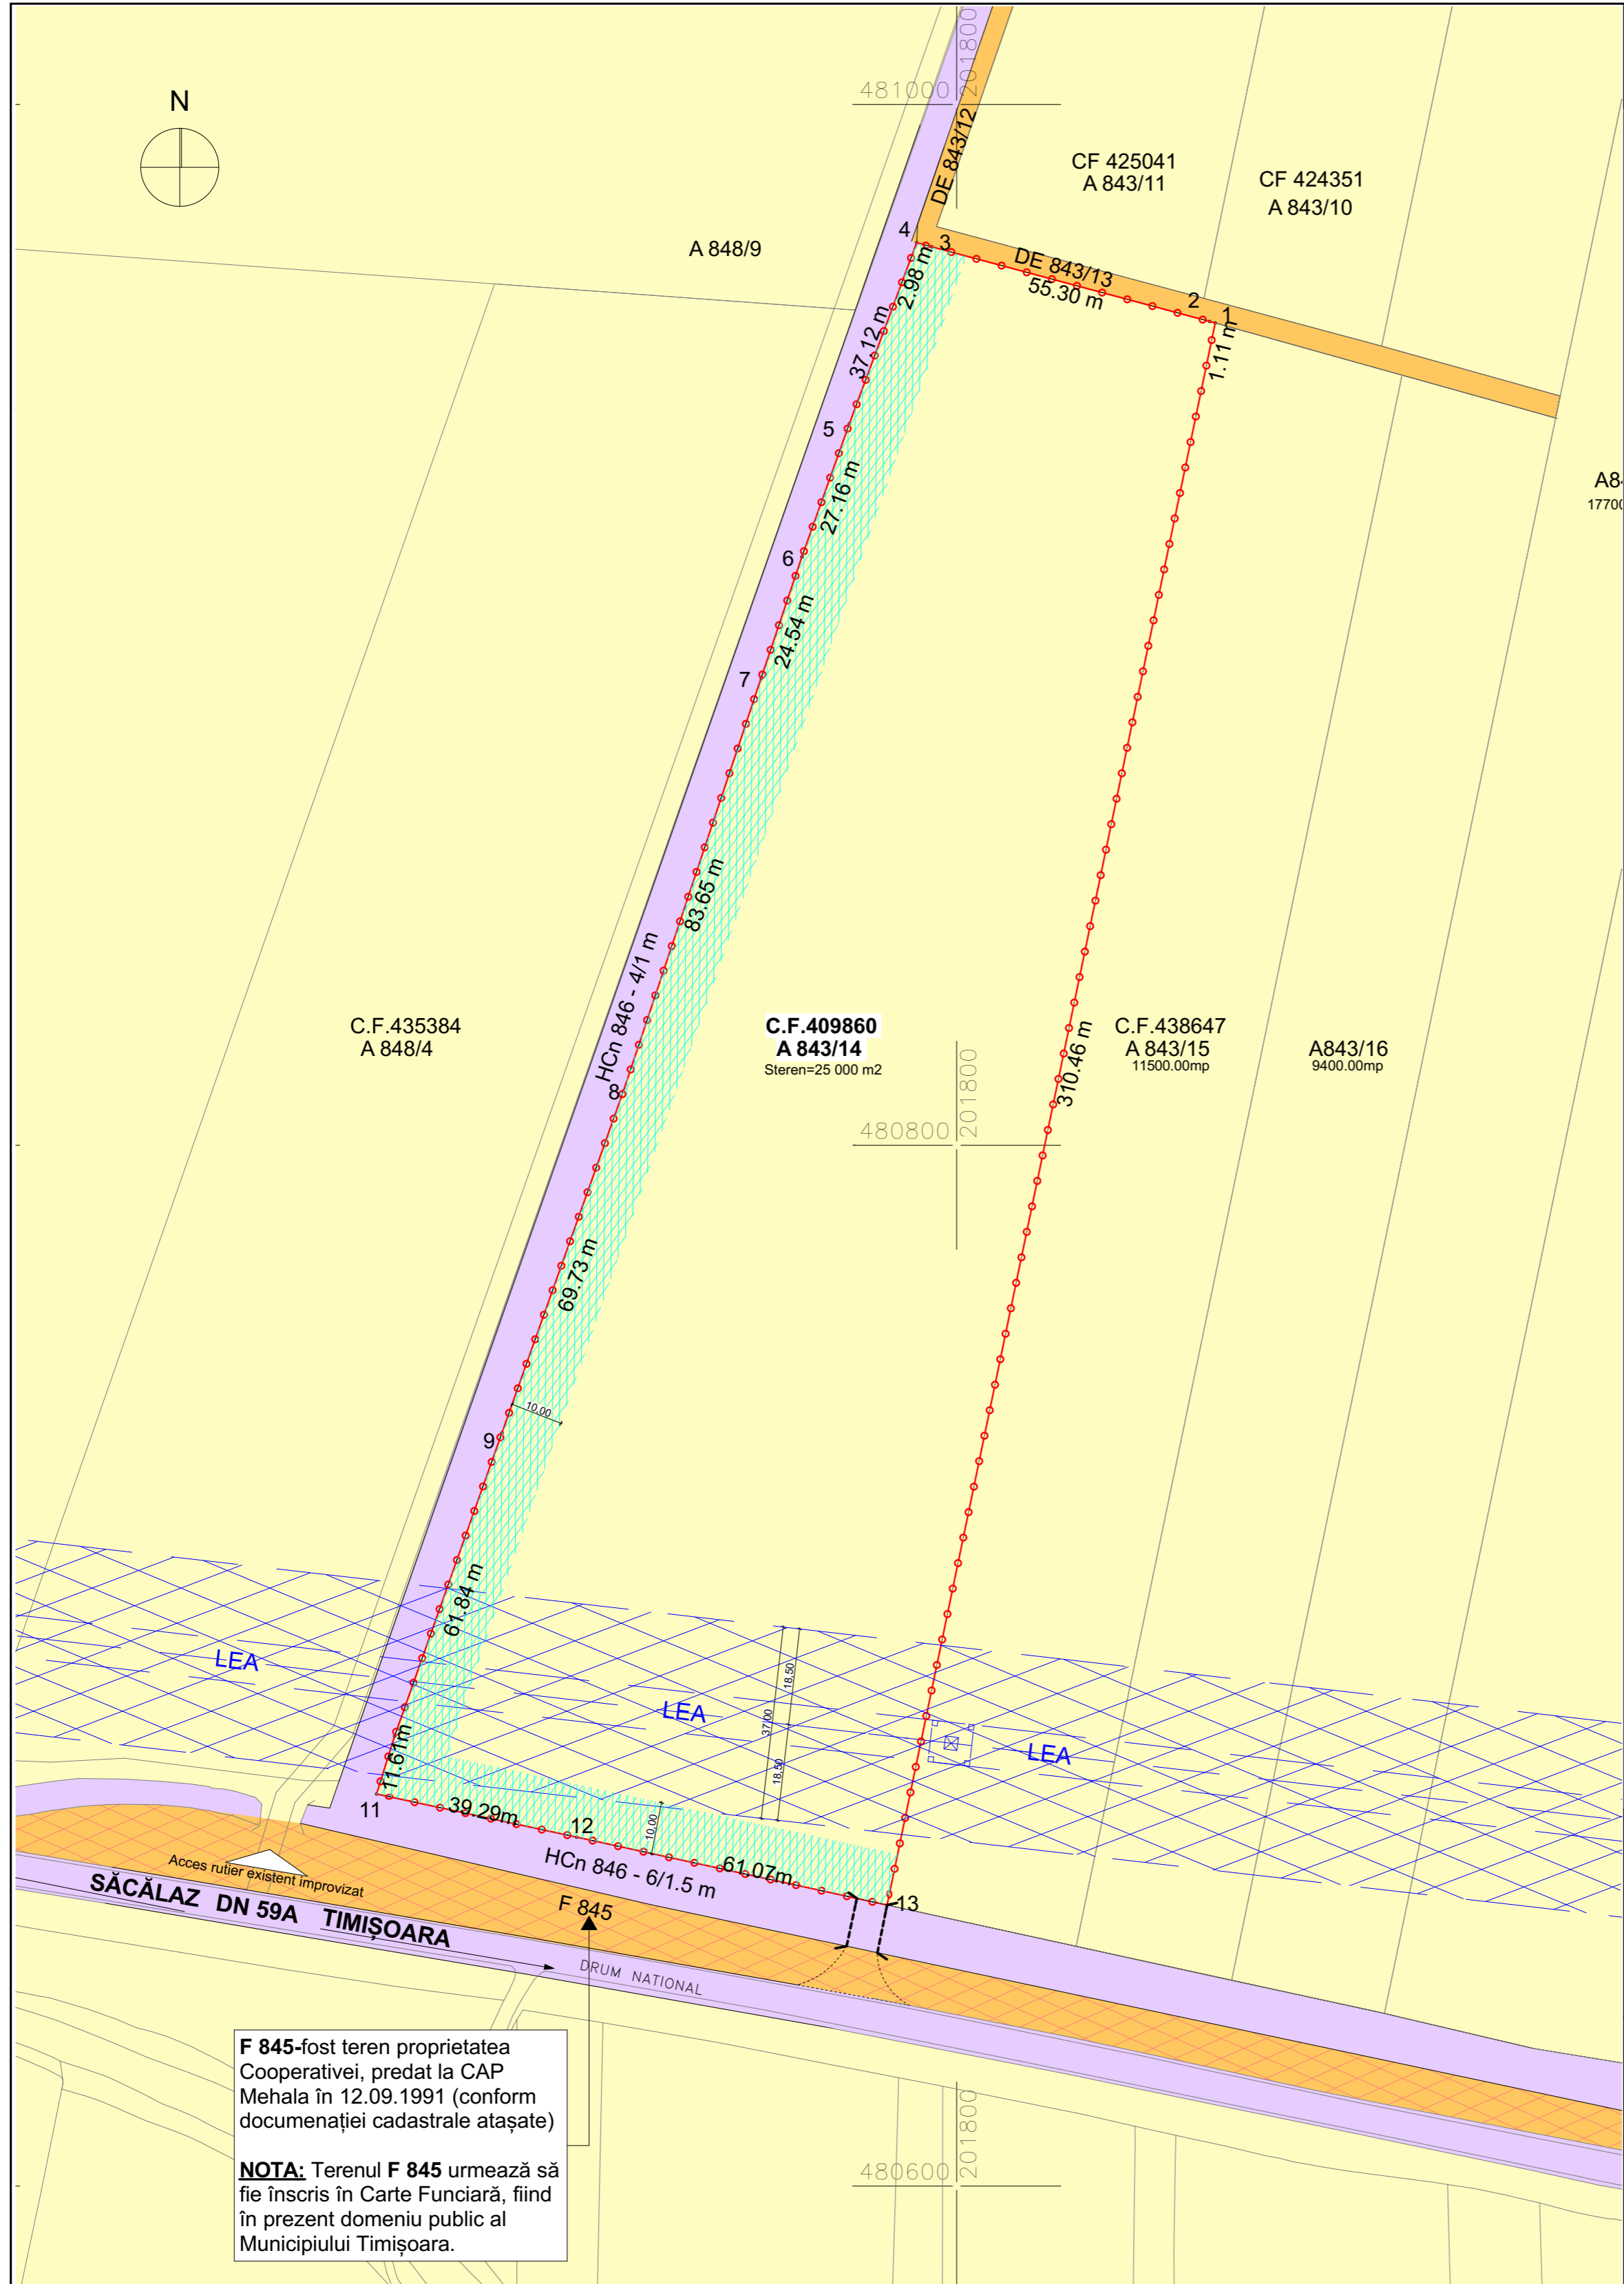 N
481000
201800
DE 843/12
CF 425041
A 843/11
CF 424351
A 843/10
A 848/9
4
3
DE 843/13
55.30 m
2
1
1.11 m
2.98 m
37.12 m
5
27.16 m
6
24.54 m
7
83.65 m
HCn 846 - 4/1 m
8
C.F.435384
A 848/4
C.F.409860
A 843/14
Steren=25 000 m2
C.F.438647
A 843/15
11500.00mp
A843/16
9400.00mp
310.46 m
480800
201800
69.73 m
10.00
9
61.84 m
LEA
LEA
LEA
18.50
37.00
18.50
11.61m
11
39.29m
12
10.00
61.07m
13
HCn 846 - 6/1.5 m
Acces rutier existent improvizat
SĂCĂLAZ DN 59A TIMIȘOARA
F 845
DRUM NATIONAL
F 845-fost teren proprietatea
Cooperativei, predat la CAP
Mehala în 12.09.1991 (conform
documenației cadastrale atașate)
NOTA: Terenul F 845 urmează să
fie înscris în Carte Funciară, fiind
în prezent domeniu public al
Municipiului Timișoara.
480600
201800